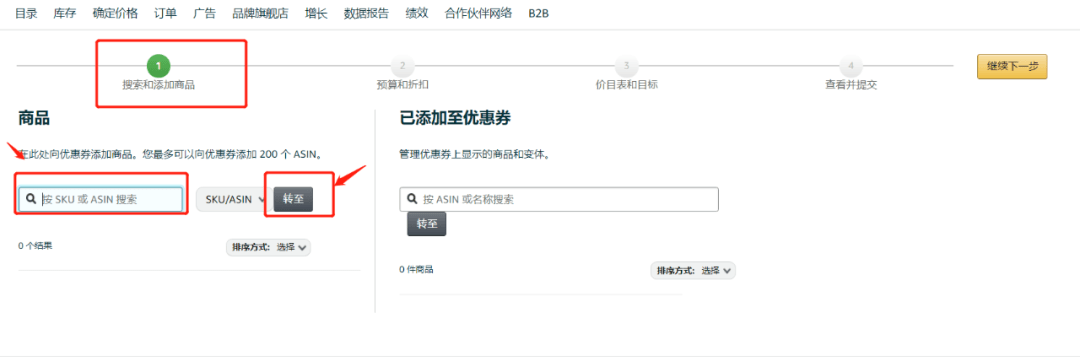 目录 库存 确定价格 订单 广告 品牌旗舰店 增长 数据报告 绩效 合作伙伴网络 B2B
1 2 3 4
搜索和添加商品 预算和折扣 价目表和目标 查看并提交
继续下一步
商品
在此处向优惠券添加商品。您最多可以向优惠券添加 200 个 ASIN。
按 SKU 或 ASIN 搜索 SKU/ASIN 转至
0 个结果 排序方式: 选择
已添加至优惠券
管理优惠券上显示的商品和变体。
按 ASIN 或名称搜索
转至
0 件商品 排序方式: 选择